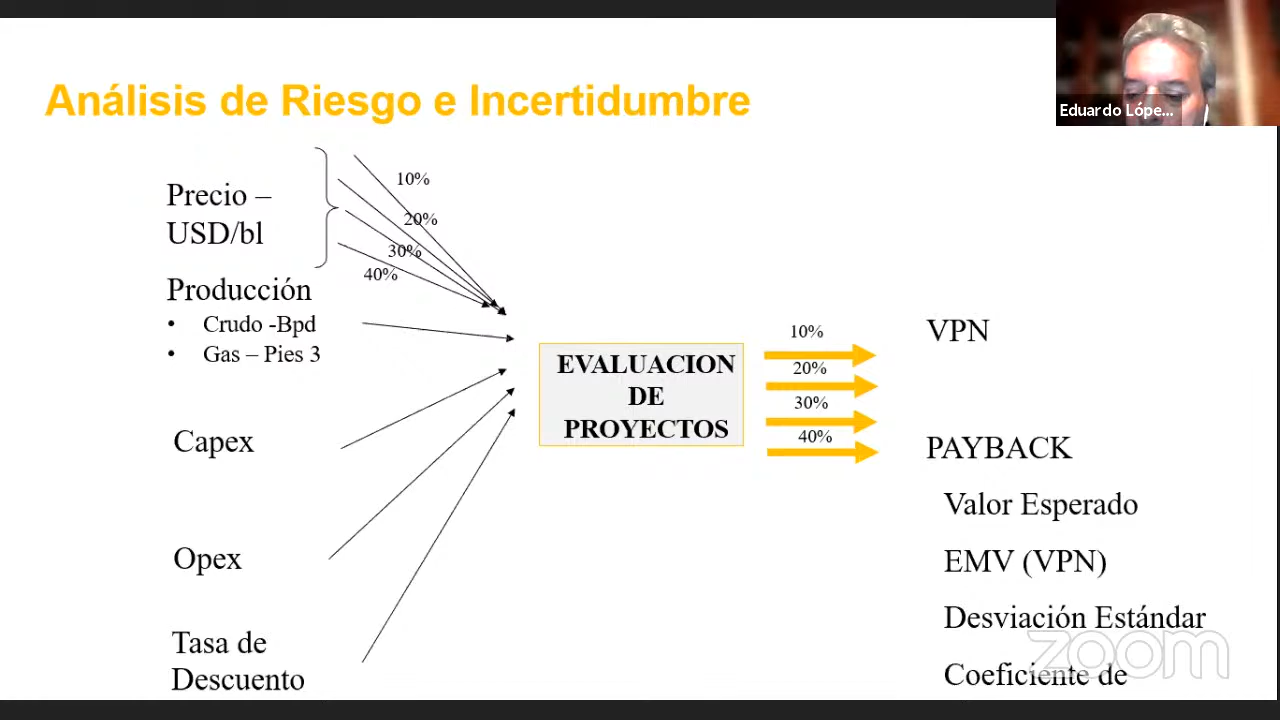 Análisis de Riesgo e Incertidumbre
Eduardo Lópe...
Precio –
USD/bl
10%
20%
30%
40%
Producción
• Crudo -Bpd
• Gas – Pies 3
Capex
Opex
Tasa de
Descuento
EVALUACION
DE
PROYECTOS
10%
20%
30%
40%
VPN
PAYBACK
Valor Esperado
EMV (VPN)
Desviación Estándar
Coeficiente de
zoom